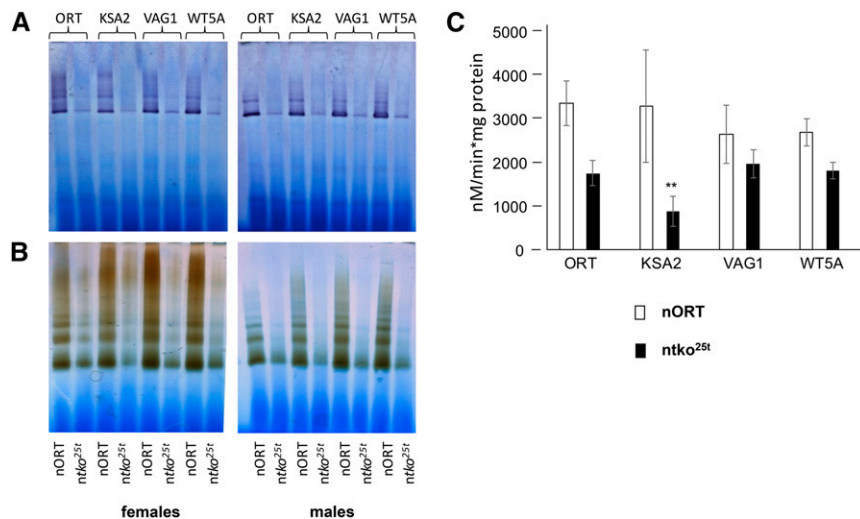 A
ORT KSA2 VAG1 WT5A
ORT KSA2 VAG1 WT5A
B
nORT ntko25t nORT ntko25t nORT ntko25t nORT ntko25t
nORT ntko25t nORT ntko25t nORT ntko25t nORT ntko25t
females
males
C
nM/min*mg protein
5000
4000
3000
2000
1000
0
**
ORT KSA2 VAG1 WT5A
nORT
ntko25t